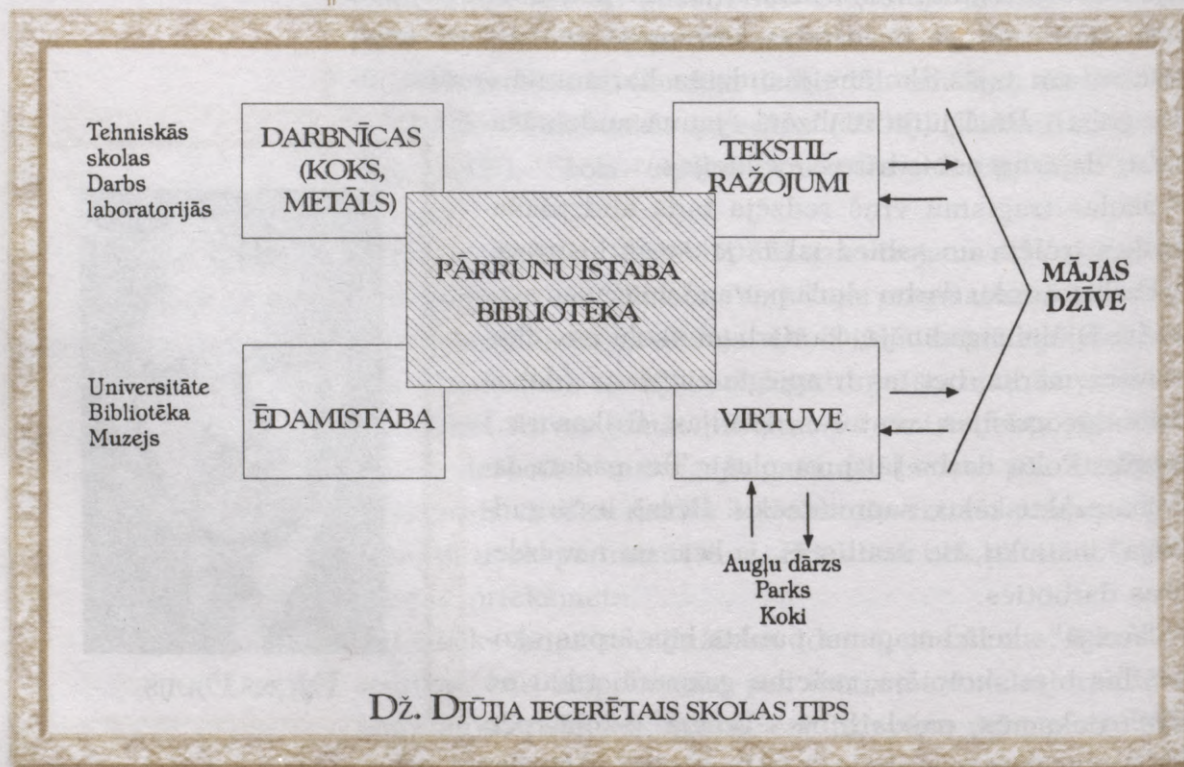 Tehniskās
skolas
Darbs
laboratorijās
DARBNĪCAS
(KOKS,
METĀLS)
TEKSTIL-
RAŽOJUMI
PĀRRUNU ISTABA
BIBLIOTĒKA
MĀJAS
DZĪVE
Universitāte
Bibliotēka
Muzejs
ĒDAMISTABA
VIRTUVE
Augļu dārzs
Parks
Koki
DŽ. DJŪIJA IECERĒTAIS SKOLAS TIPS